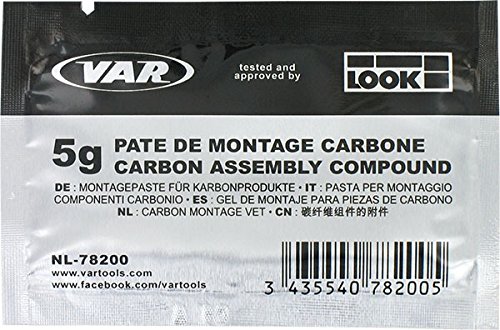 VAR
tested and
approved by
LOOK
5g PATE DE MONTAGE CARBONE
CARBON ASSEMBLY COMPOUND
DE : MONTAGEPASTE FÜR KARBONPRODUKTE • IT : PASTA PER MONTAGGIO
COMPONENTI CARBONIO • ES : GEL DE MONTAJE PARA PIEZAS DE CARBONO
NL : CARBON MONTAGE VET • CN : 碳纤维组件的附件
NL-78200
www.vartools.com
www.facebook.com/vartools
3 435540 782005